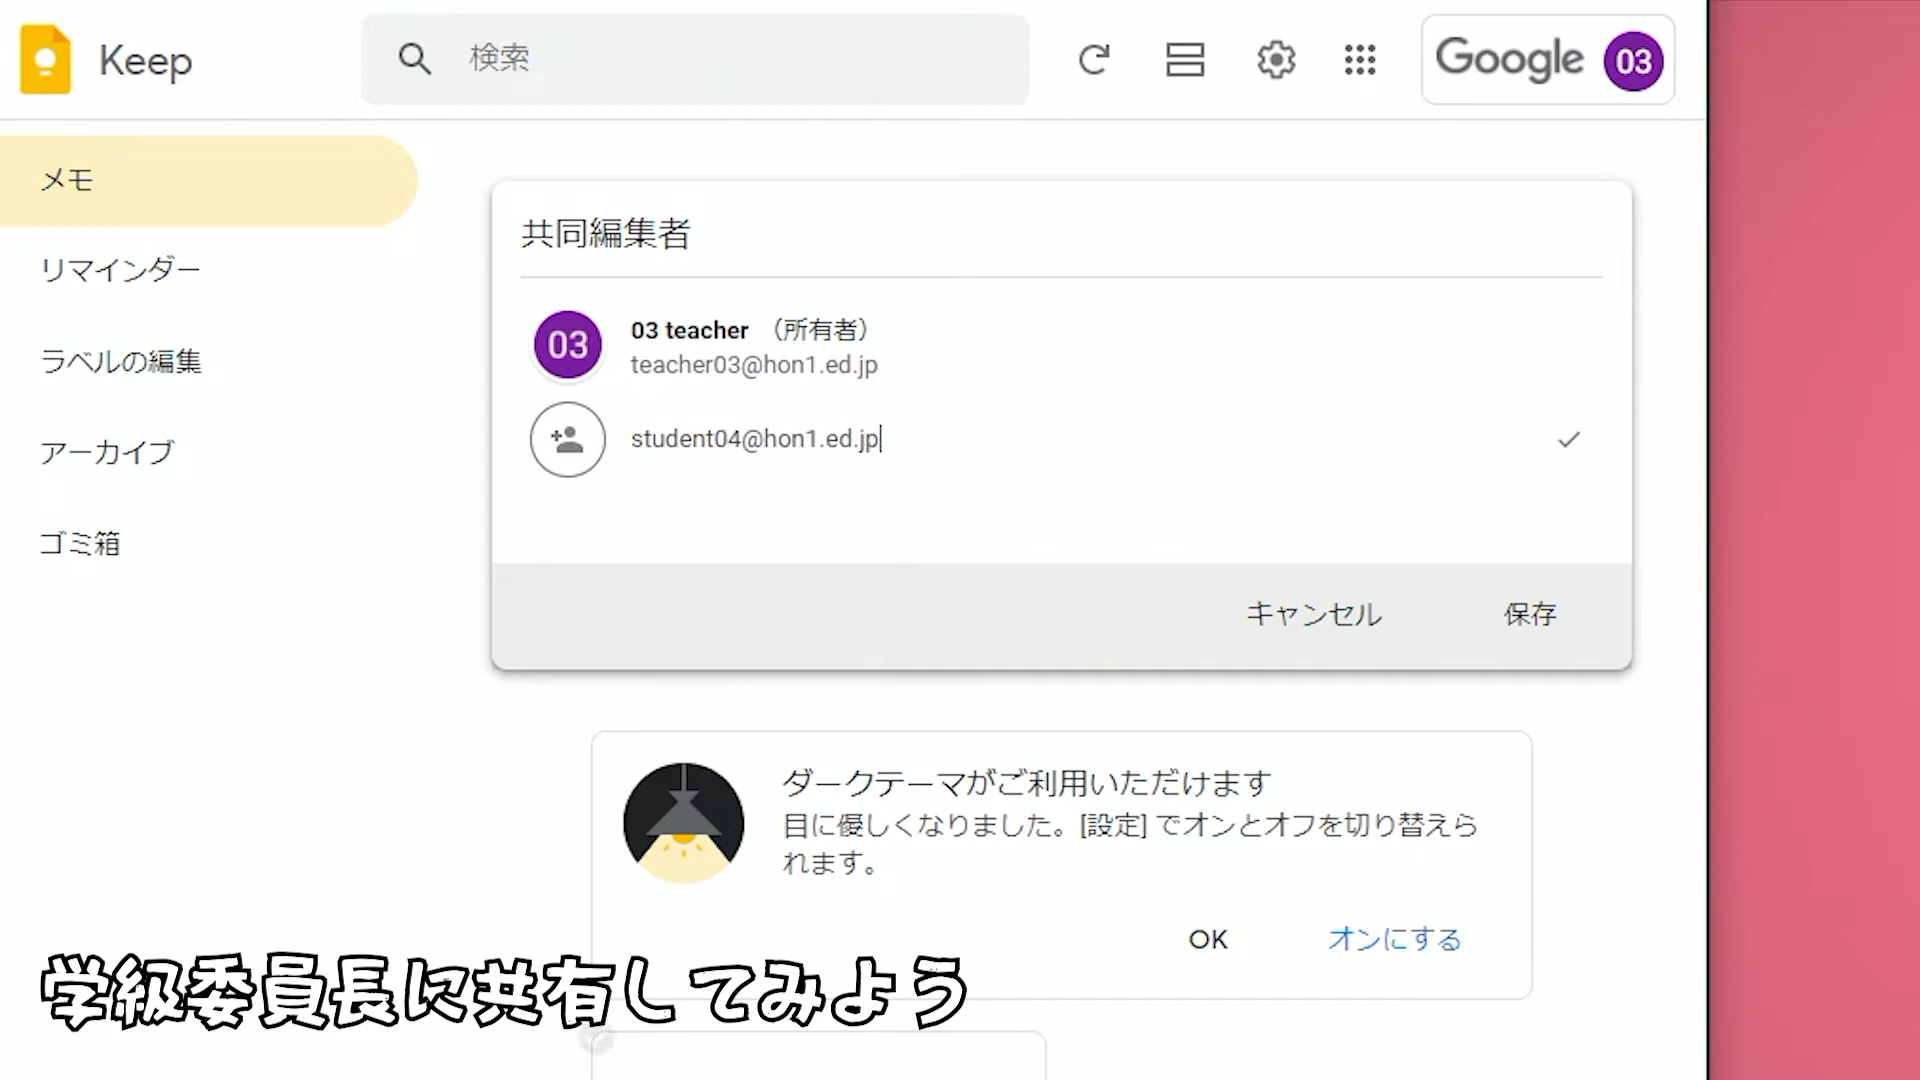 Keep
検索
Google
03
メモ
リマインダー
ラベルの編集
アーカイブ
ゴミ箱
共同編集者
03
03 teacher （所有者）
teacher03@hon1.ed.jp
student04@hon1.ed.jp
キャンセル
保存
ダークテーマがご利用いただけます
目に優しくなりました。[設定] でオンとオフを切り替えら
れます。
OK
オンにする
学級委員長に共有してみよう